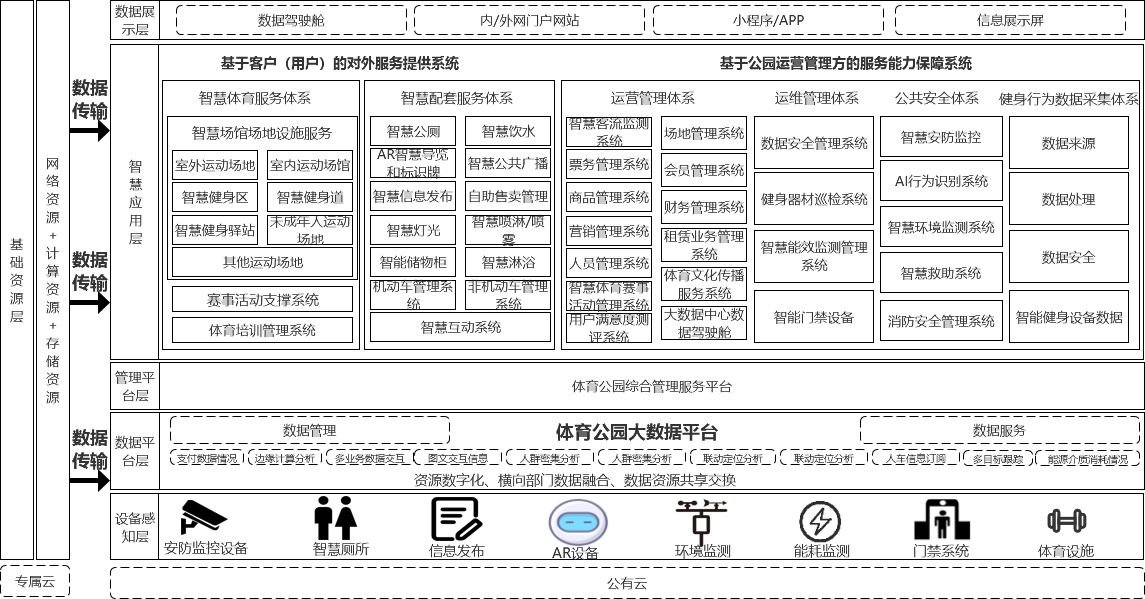 数据展
示层
数据驾驶舱
内/外网门户网站
小程序/APP
信息展示屏
基础资源层
网络资源+计算资源+存储资源
数据
传输
数据
传输
数据
传输
智慧应用层
基于客户（用户）的对外服务提供系统
智慧体育服务体系
智慧场馆场地设施服务
室外运动场地
室内运动场馆
智慧健身区
智慧健身道
智慧健身驿站
未成年人运动
场地
其他运动场地
赛事活动支撑系统
体育培训管理系统
智慧配套服务体系
智慧公厕
智慧饮水
AR智慧导览
和标识牌
智慧公共广播
智慧信息发布
自助售卖管理
智慧灯光
智慧喷淋/喷
雾
智能储物柜
智慧淋浴
机动车管理系
统
非机动车管理
系统
智慧互动系统
基于公园运营管理方的服务能力保障系统
运营管理体系
智慧客流监测
系统
场地管理系统
票务管理系统
会员管理系统
商品管理系统
财务管理系统
营销管理系统
租赁业务管理
系统
人员管理系统
体育文化传播
服务系统
智慧体育赛事
活动管理系统
大数据中心数
据驾驶舱
用户满意度测
评系统
运维管理体系
数据安全管理系统
健身器材巡检系统
智慧能效监测管理
系统
智能门禁设备
公共安全体系
智慧安防监控
AI行为识别系统
智慧环境监测系统
智慧救助系统
消防安全管理系统
健身行为数据采集体系
数据来源
数据处理
数据安全
智能健身设备数据
管理平
台层
体育公园综合管理服务平台
数据平
台层
数据管理
体育公园大数据平台
数据服务
支付数据情况
边缘计算分析
多业务数据交互
图文交互信息
人群密集分析
人群密集分析
联动定位分析
联动定位分析
人车信息订阅
多目标跟踪
能源介质消耗情况
资源数字化、横向部门数据融合、数据资源共享交换
设备感
知层
安防监控设备
智慧厕所
信息发布
AR设备
环境监测
能耗监测
门禁系统
体育设施
专属云
公有云